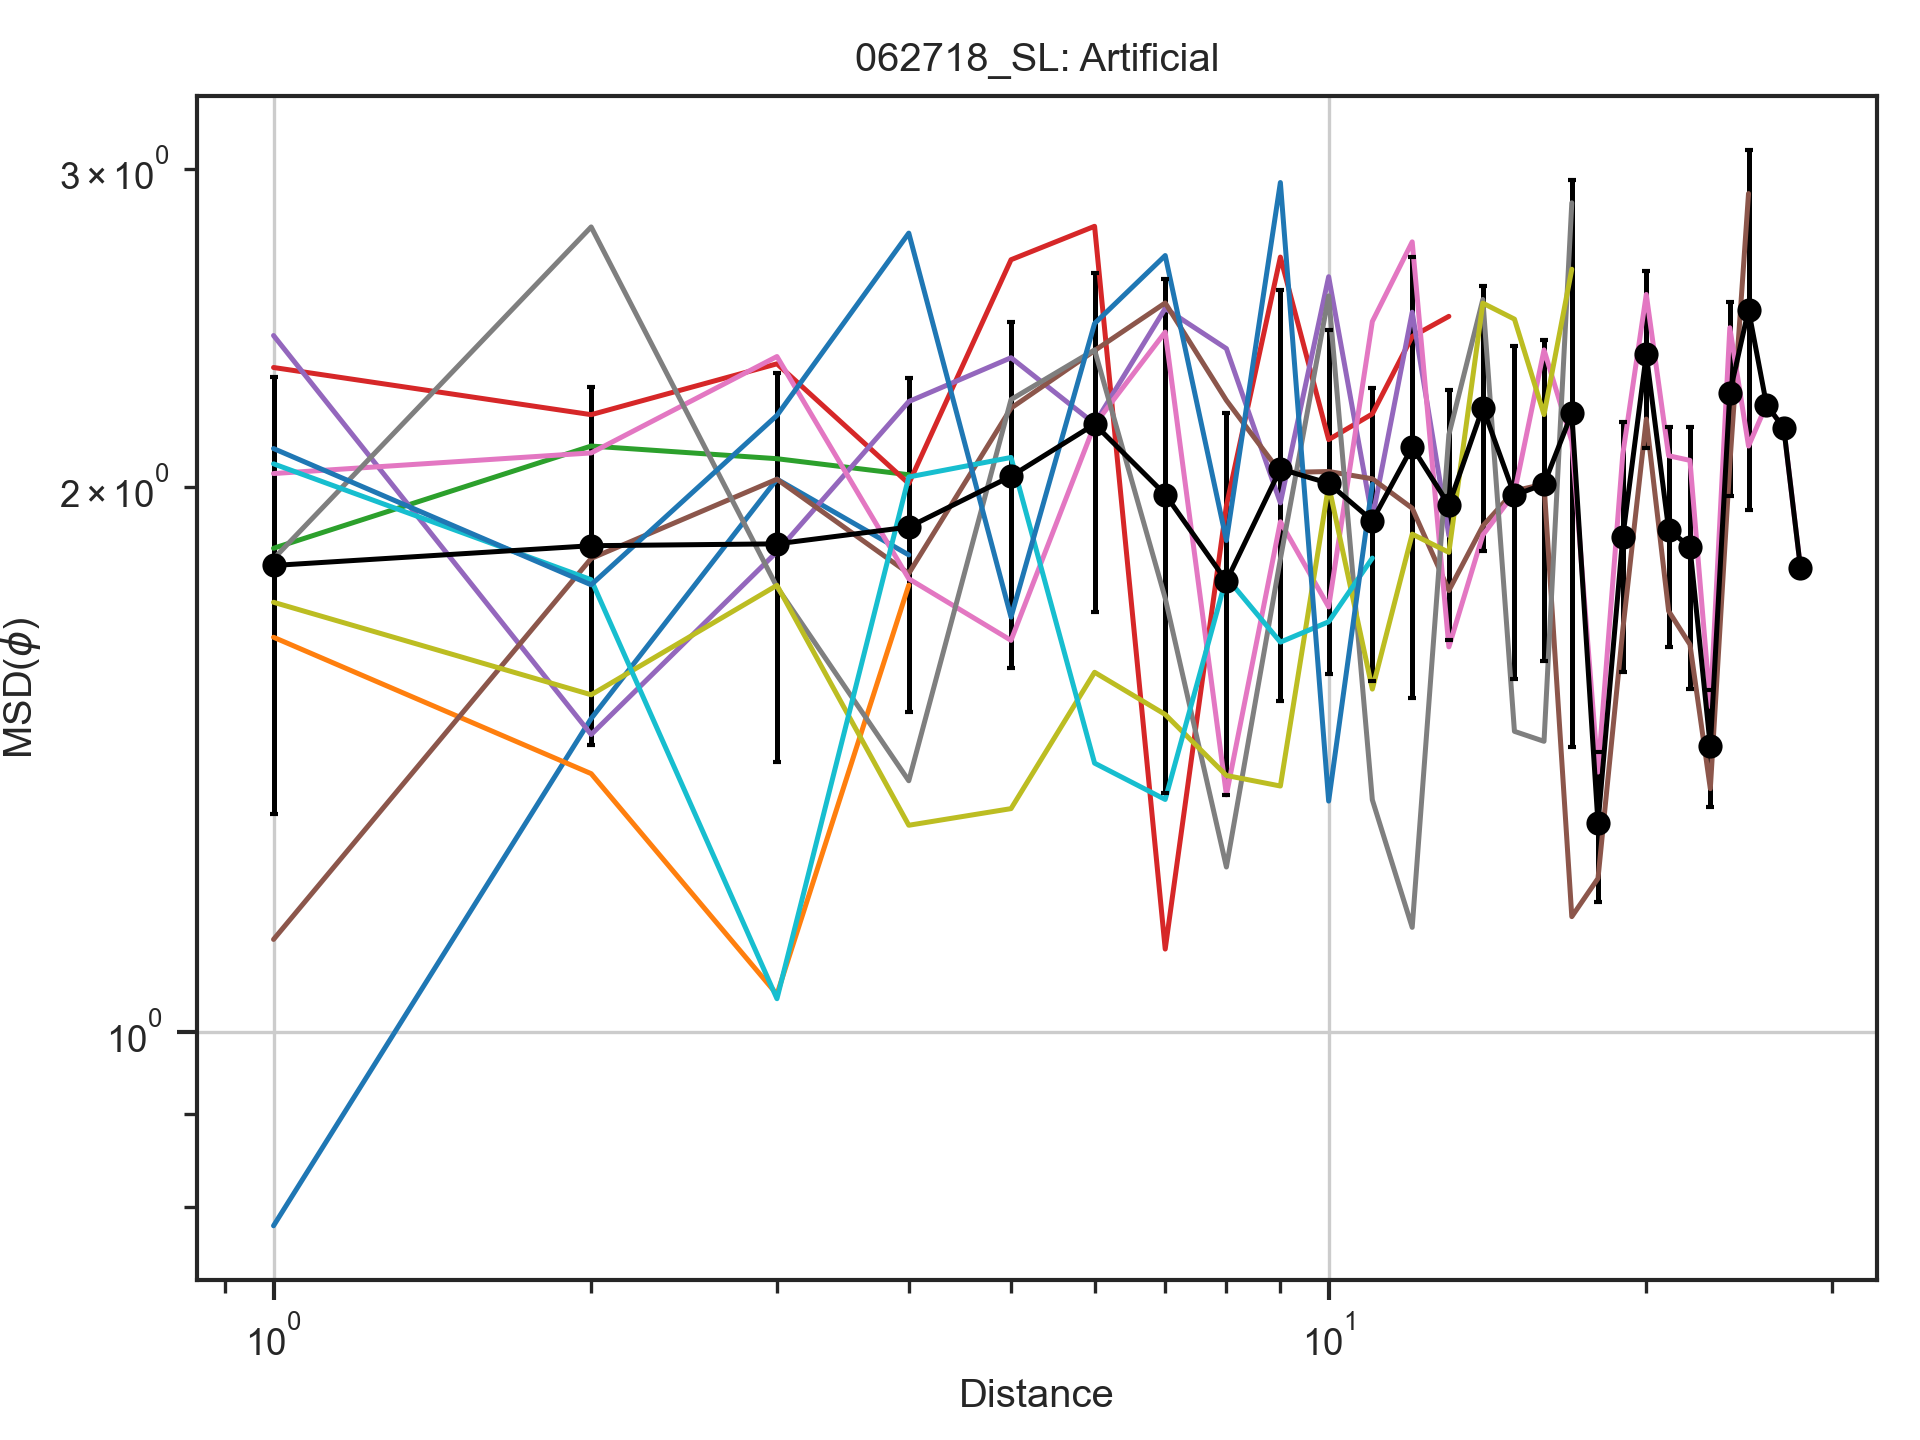 062718_SL: Artificial
3 × 10⁰
2 × 10⁰
10⁰
MSD(ϕ)
10⁰ 10¹
Distance